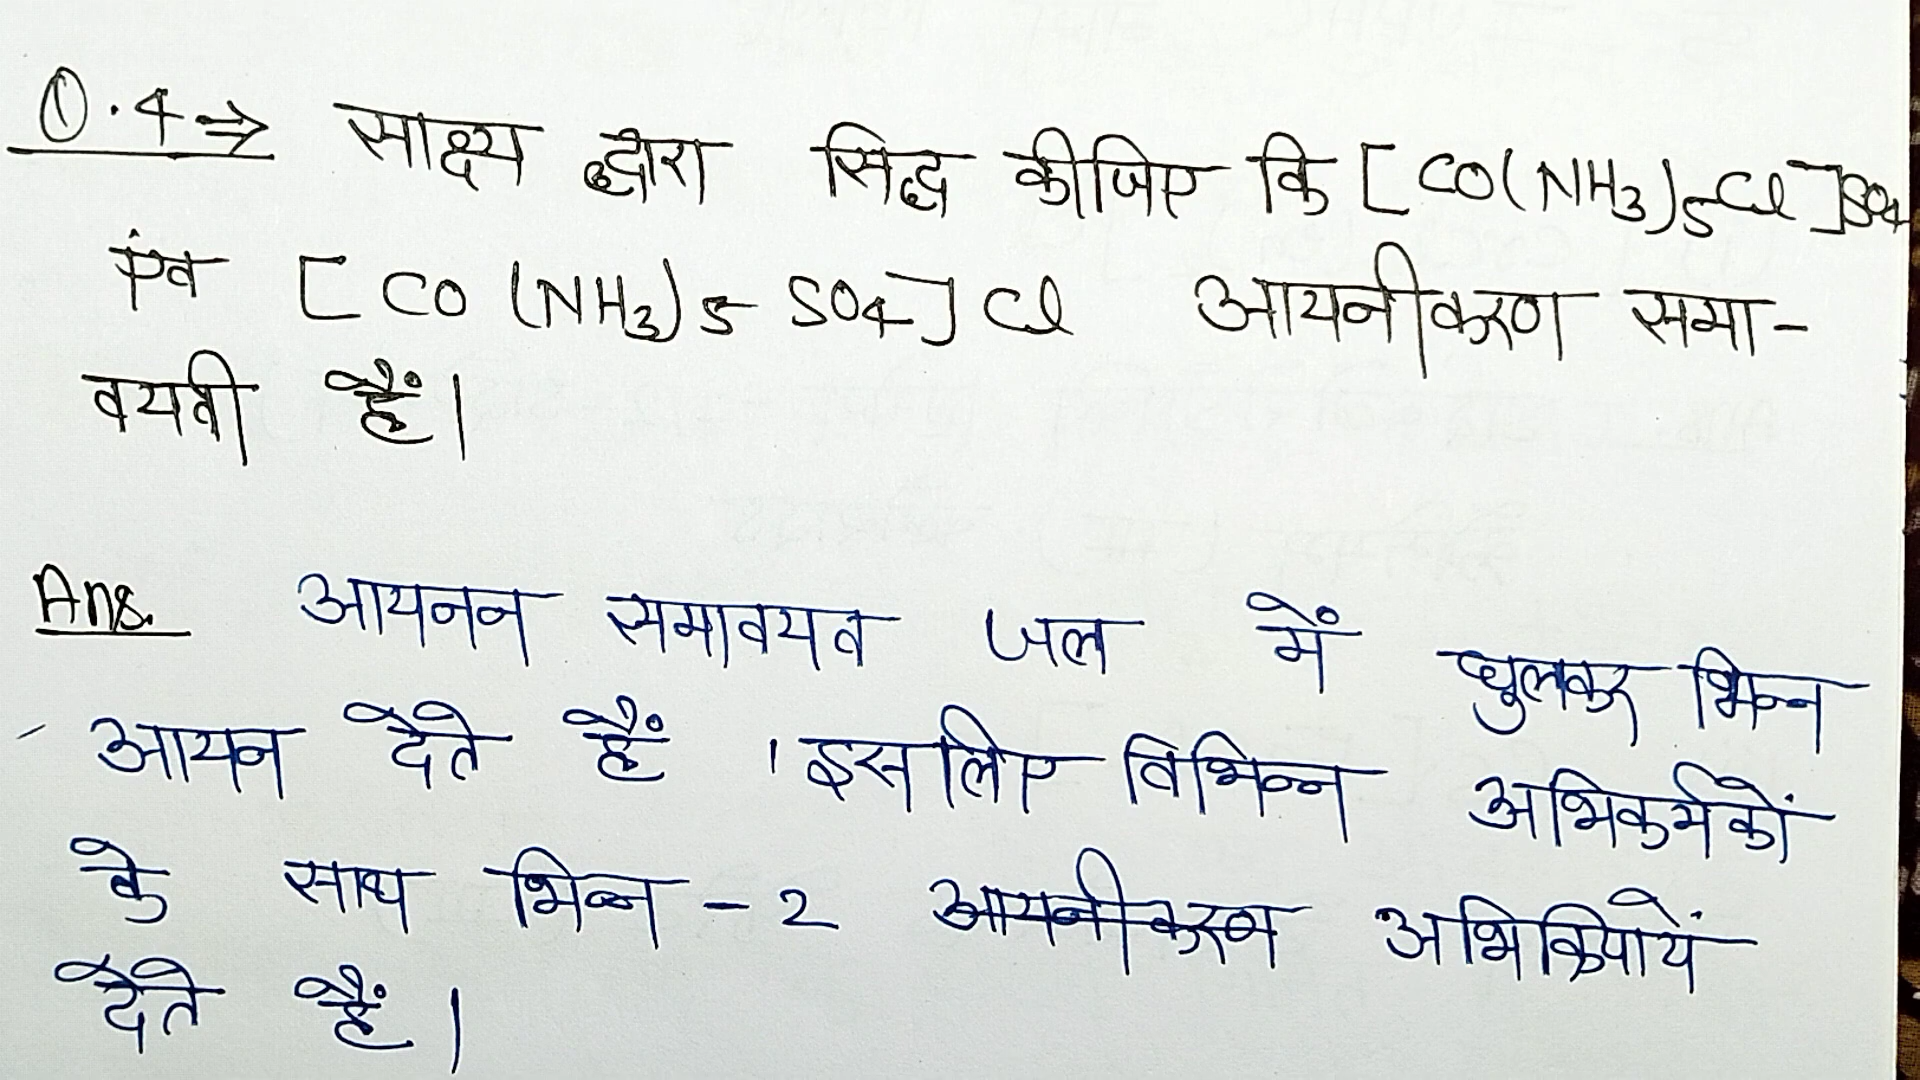 Q.4⇒ साक्ष्य द्वारा सिद्ध कीजिए कि [CO(NH3)5Cl]SO4
एंव [CO (NH3)5 SO4] Cl आयनीकरण समा-
वयवी हैं।
Ans. आयनन समावयव जल में घुलकर भिन्न
आयन देते हैं। इसलिए विभिन्न अभिकर्मकों
के साथ भिन्न-2 आयनीकरण अभिक्रियायें
देते हैं।